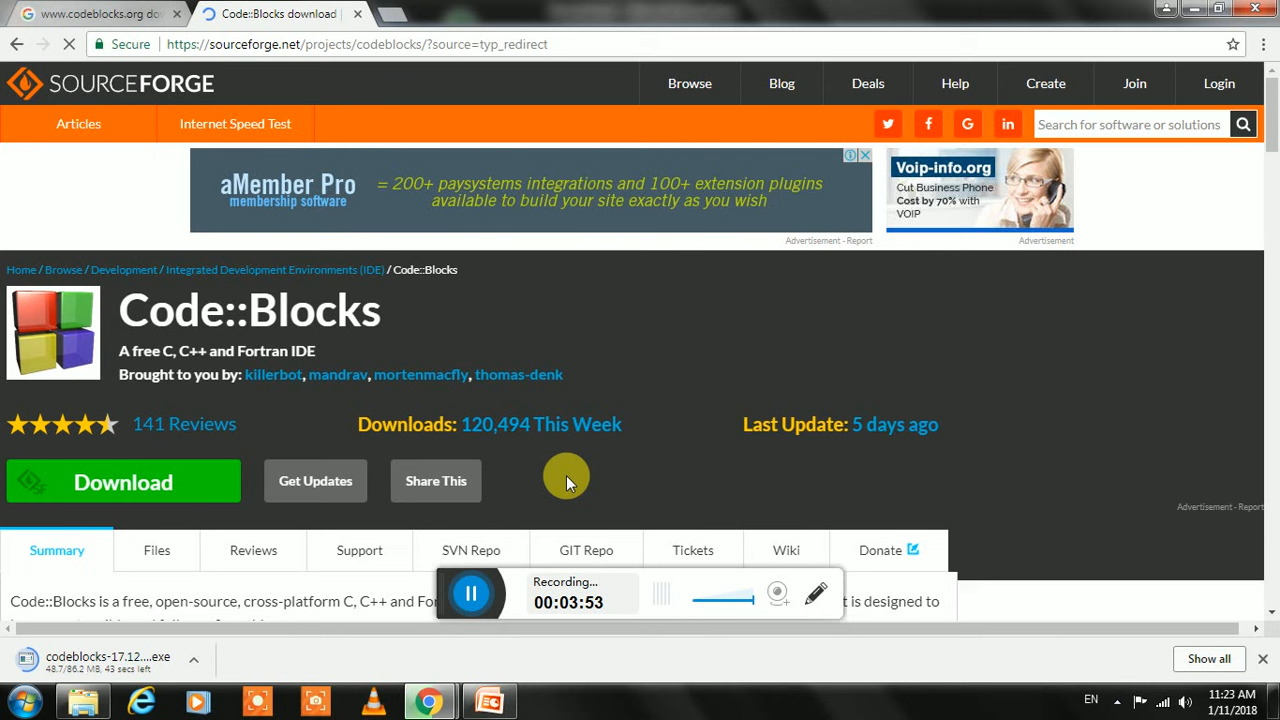 www.codeblocks.org do
Code::Blocks download |
Secure https://sourceforge.net/projects/codeblocks/?source=typ_redirect
SOURCEFORGE Browse Blog Deals Help Create Join Login
Articles Internet Speed Test Search for software or solutions
aMember Pro
membership software
= 200+ paysystems integrations and 100+ extension plugins
available to build your site exactly as you wish
Advertisement - Report
Voip-info.org
Cut Business Phone
Cost by 70% with
VOIP
Advertisement
Home / Browse / Development / Integrated Development Environments (IDE) / Code::Blocks
Code::Blocks
A free C, C++ and Fortran IDE
Brought to you by: killerbot, mandrav, mortenmacfly, thomas-denk
141 Reviews Downloads: 120,494 This Week Last Update: 5 days ago
Download Get Updates Share This
Advertisement - Report
Summary Files Reviews Support SVN Repo GIT Repo Tickets Wiki Donate
Recording...
00:03:53
Code::Blocks is a free, open-source, cross-platform C, C++ and For t is designed to
codeblocks-17.12....exe
48.7/86.2 MB, 43 secs left
Show all
EN
11:23 AM
1/11/2018